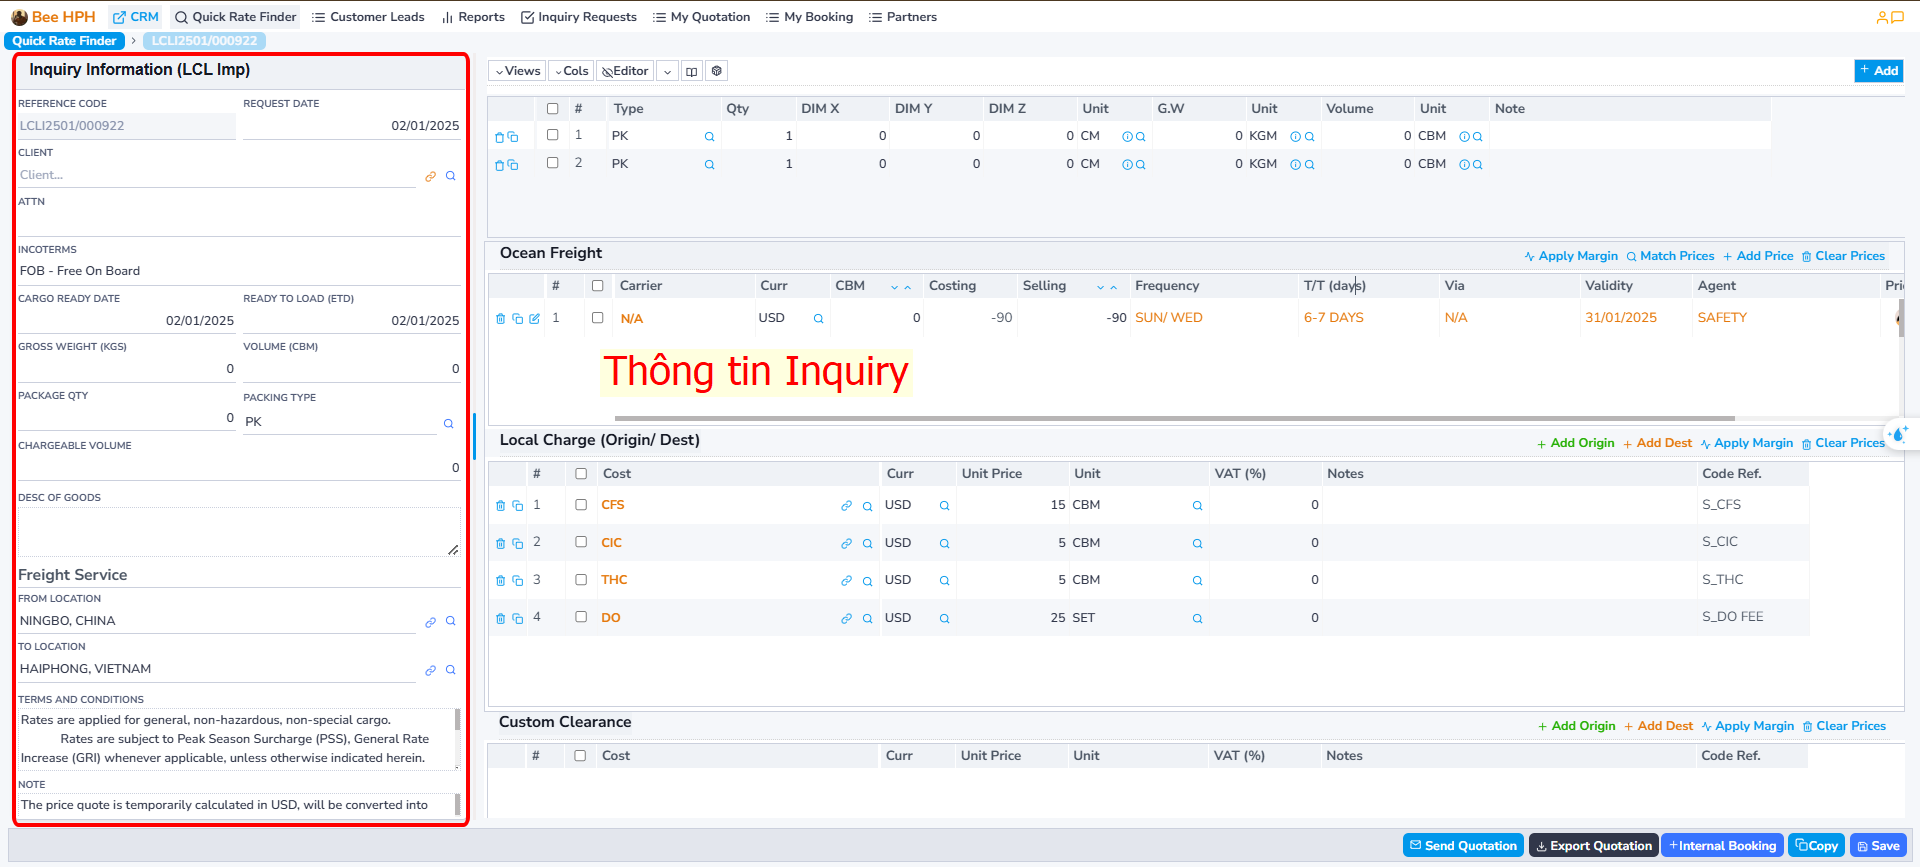 Bee HPH CRM Quick Rate Finder Customer Leads Reports Inquiry Requests My Quotation My Booking Partners
Quick Rate Finder > LCLI2501/000922
Inquiry Information (LCL Imp)
REFERENCE CODE REQUEST DATE
LCLI2501/000922 02/01/2025
CLIENT
Client...
ATTN
INCOTERMS
FOB - Free On Board
CARGO READY DATE READY TO LOAD (ETD)
02/01/2025 02/01/2025
GROSS WEIGHT (KGS) VOLUME (CBM)
0 0
PACKAGE QTY PACKING TYPE
0 PK
CHARGEABLE VOLUME
0
DESC OF GOODS
Freight Service
FROM LOCATION
NINGBO, CHINA
TO LOCATION
HAIPHONG, VIETNAM
TERMS AND CONDITIONS
Rates are applied for general, non-hazardous, non-special cargo.
Rates are subject to Peak Season Surcharge (PSS), General Rate
Increase (GRI) whenever applicable, unless otherwise indicated herein.
NOTE
The price quote is temporarily calculated in USD, will be converted into
Views Cols Editor
+ Add
# Type Qty DIM X DIM Y DIM Z Unit G.W Unit Volume Unit Note
1 PK 1 0 0 0 CM 0 KGM 0 CBM
2 PK 1 0 0 0 CM 0 KGM 0 CBM
Ocean Freight
Apply Margin Match Prices + Add Price Clear Prices
# Carrier Curr CBM Costing Selling Frequency T/T (days) Via Validity Agent Pri
1 N/A USD 0 -90 -90 SUN/ WED 6-7 DAYS N/A 31/01/2025 SAFETY
Thông tin Inquiry
Local Charge (Origin/ Dest)
+ Add Origin + Add Dest Apply Margin Clear Prices
# Cost Curr Unit Price Unit VAT (%) Notes Code Ref.
1 CFS USD 15 CBM 0 S_CFS
2 CIC USD 5 CBM 0 S_CIC
3 THC USD 5 CBM 0 S_THC
4 DO USD 25 SET 0 S_DO FEE
Custom Clearance
+ Add Origin + Add Dest Apply Margin Clear Prices
# Cost Curr Unit Price Unit VAT (%) Notes Code Ref.
Send Quotation Export Quotation +Internal Booking Copy Save